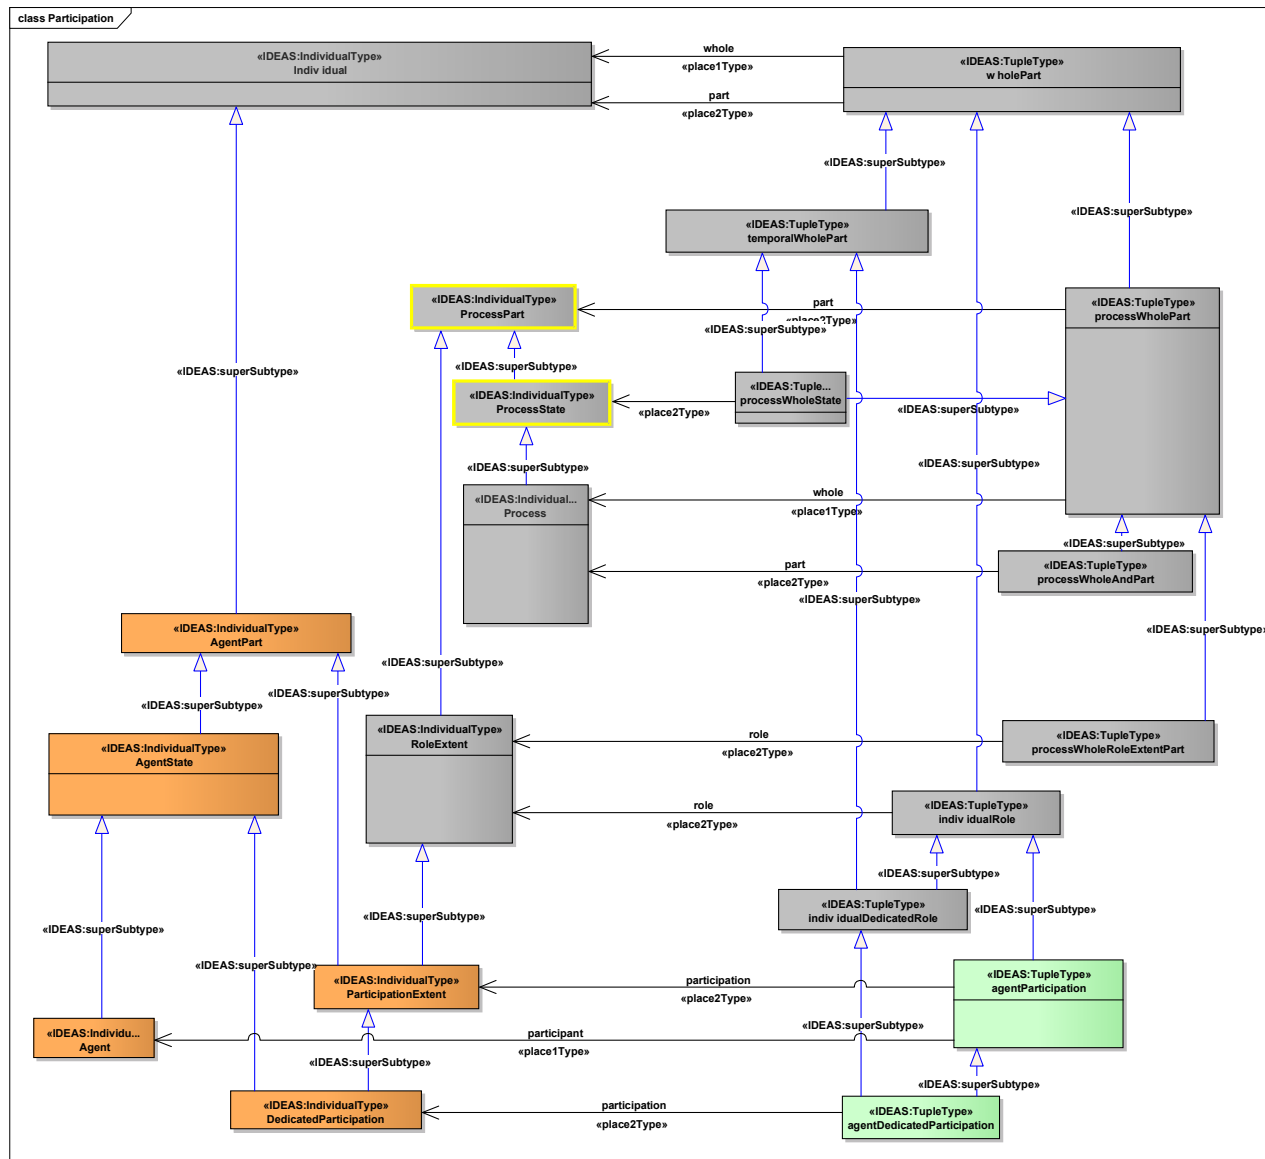 class Participation
«IDEAS:IndividualType»
Indiv idual
whole
«place1Type»
part
«place2Type»
«IDEAS:TupleType»
w holePart
«IDEAS:superSubtype»
«IDEAS:superSubtype»
«IDEAS:TupleType»
temporalWholePart
«IDEAS:IndividualType»
ProcessPart
part
«place2Type»
«IDEAS:TupleType»
processWholePart
«IDEAS:superSubtype»
«IDEAS:superSubtype»
«IDEAS:superSubtype»
«IDEAS:IndividualType»
ProcessState
«place2Type»
«IDEAS:Tuple...
processWholeState
«IDEAS:superSubtype»
«IDEAS:superSubtype»
«IDEAS:superSubtype»
«IDEAS:Individual...
Process
whole
«place1Type»
«IDEAS:superSubtype»
part
«place2Type»
«IDEAS:TupleType»
processWholeAndPart
«IDEAS:superSubtype»
«IDEAS:IndividualType»
AgentPart
«IDEAS:superSubtype»
«IDEAS:superSubtype»
«IDEAS:superSubtype»
«IDEAS:superSubtype»
«IDEAS:IndividualType»
AgentState
«IDEAS:IndividualType»
RoleExtent
role
«place2Type»
«IDEAS:TupleType»
processWholeRoleExtentPart
role
«place2Type»
«IDEAS:TupleType»
indiv idualRole
«IDEAS:superSubtype»
«IDEAS:TupleType»
indiv idualDedicatedRole
«IDEAS:superSubtype»
«IDEAS:superSubtype»
«IDEAS:superSubtype»
«IDEAS:superSubtype»
«IDEAS:IndividualType»
ParticipationExtent
participation
«place2Type»
«IDEAS:TupleType»
agentParticipation
«IDEAS:superSubtype»
«IDEAS:Individu...
Agent
participant
«place1Type»
«IDEAS:superSubtype»
«IDEAS:superSubtype»
«IDEAS:IndividualType»
DedicatedParticipation
participation
«place2Type»
«IDEAS:TupleType»
agentDedicatedParticipation